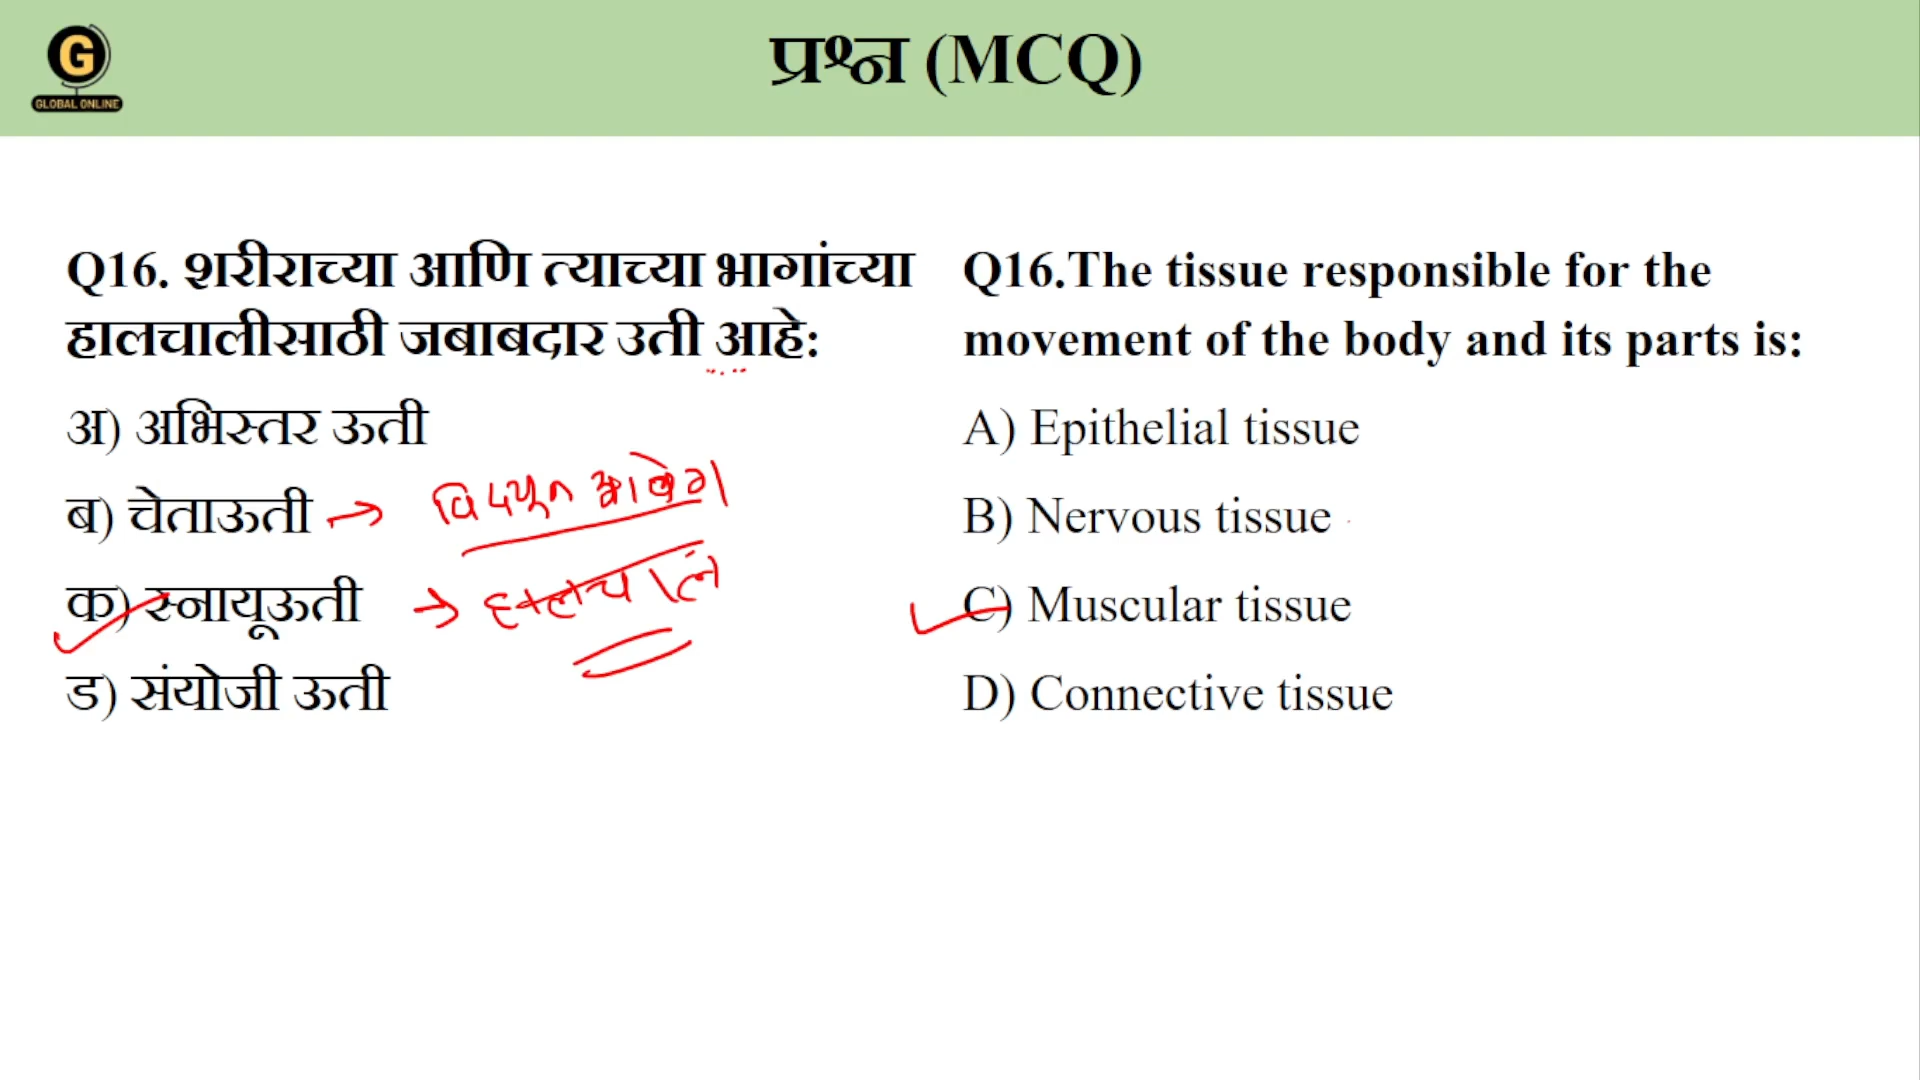 G
GLOBAL ONLINE
प्रश्न (MCQ)
Q16. शरीराच्या आणि त्याच्या भागांच्या
हालचालीसाठी जबाबदार उती आहे:
अ) अभिस्तर ऊती
ब) चेताऊती →
क) स्नायूऊती →
ड) संयोजी ऊती
Q16.The tissue responsible for the
movement of the body and its parts is:
A) Epithelial tissue
B) Nervous tissue
C) Muscular tissue
D) Connective tissue